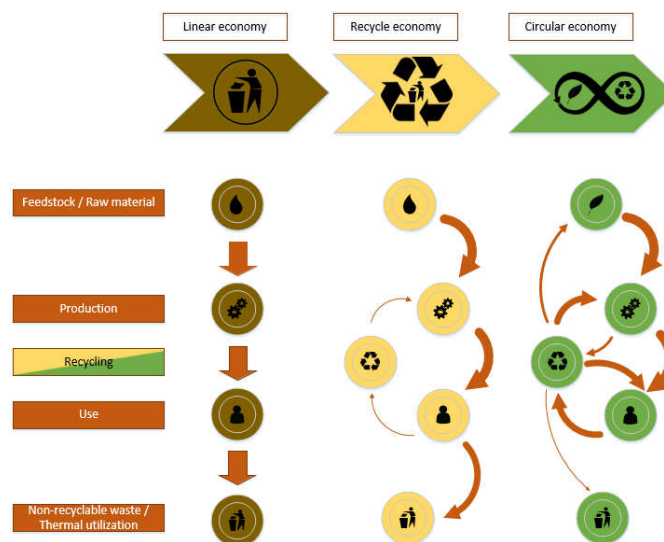 Linear economy
Recycle economy
Circular economy
Feedstock / Raw material
Production
Recycling
Use
Non-recyclable waste /
Thermal utilization